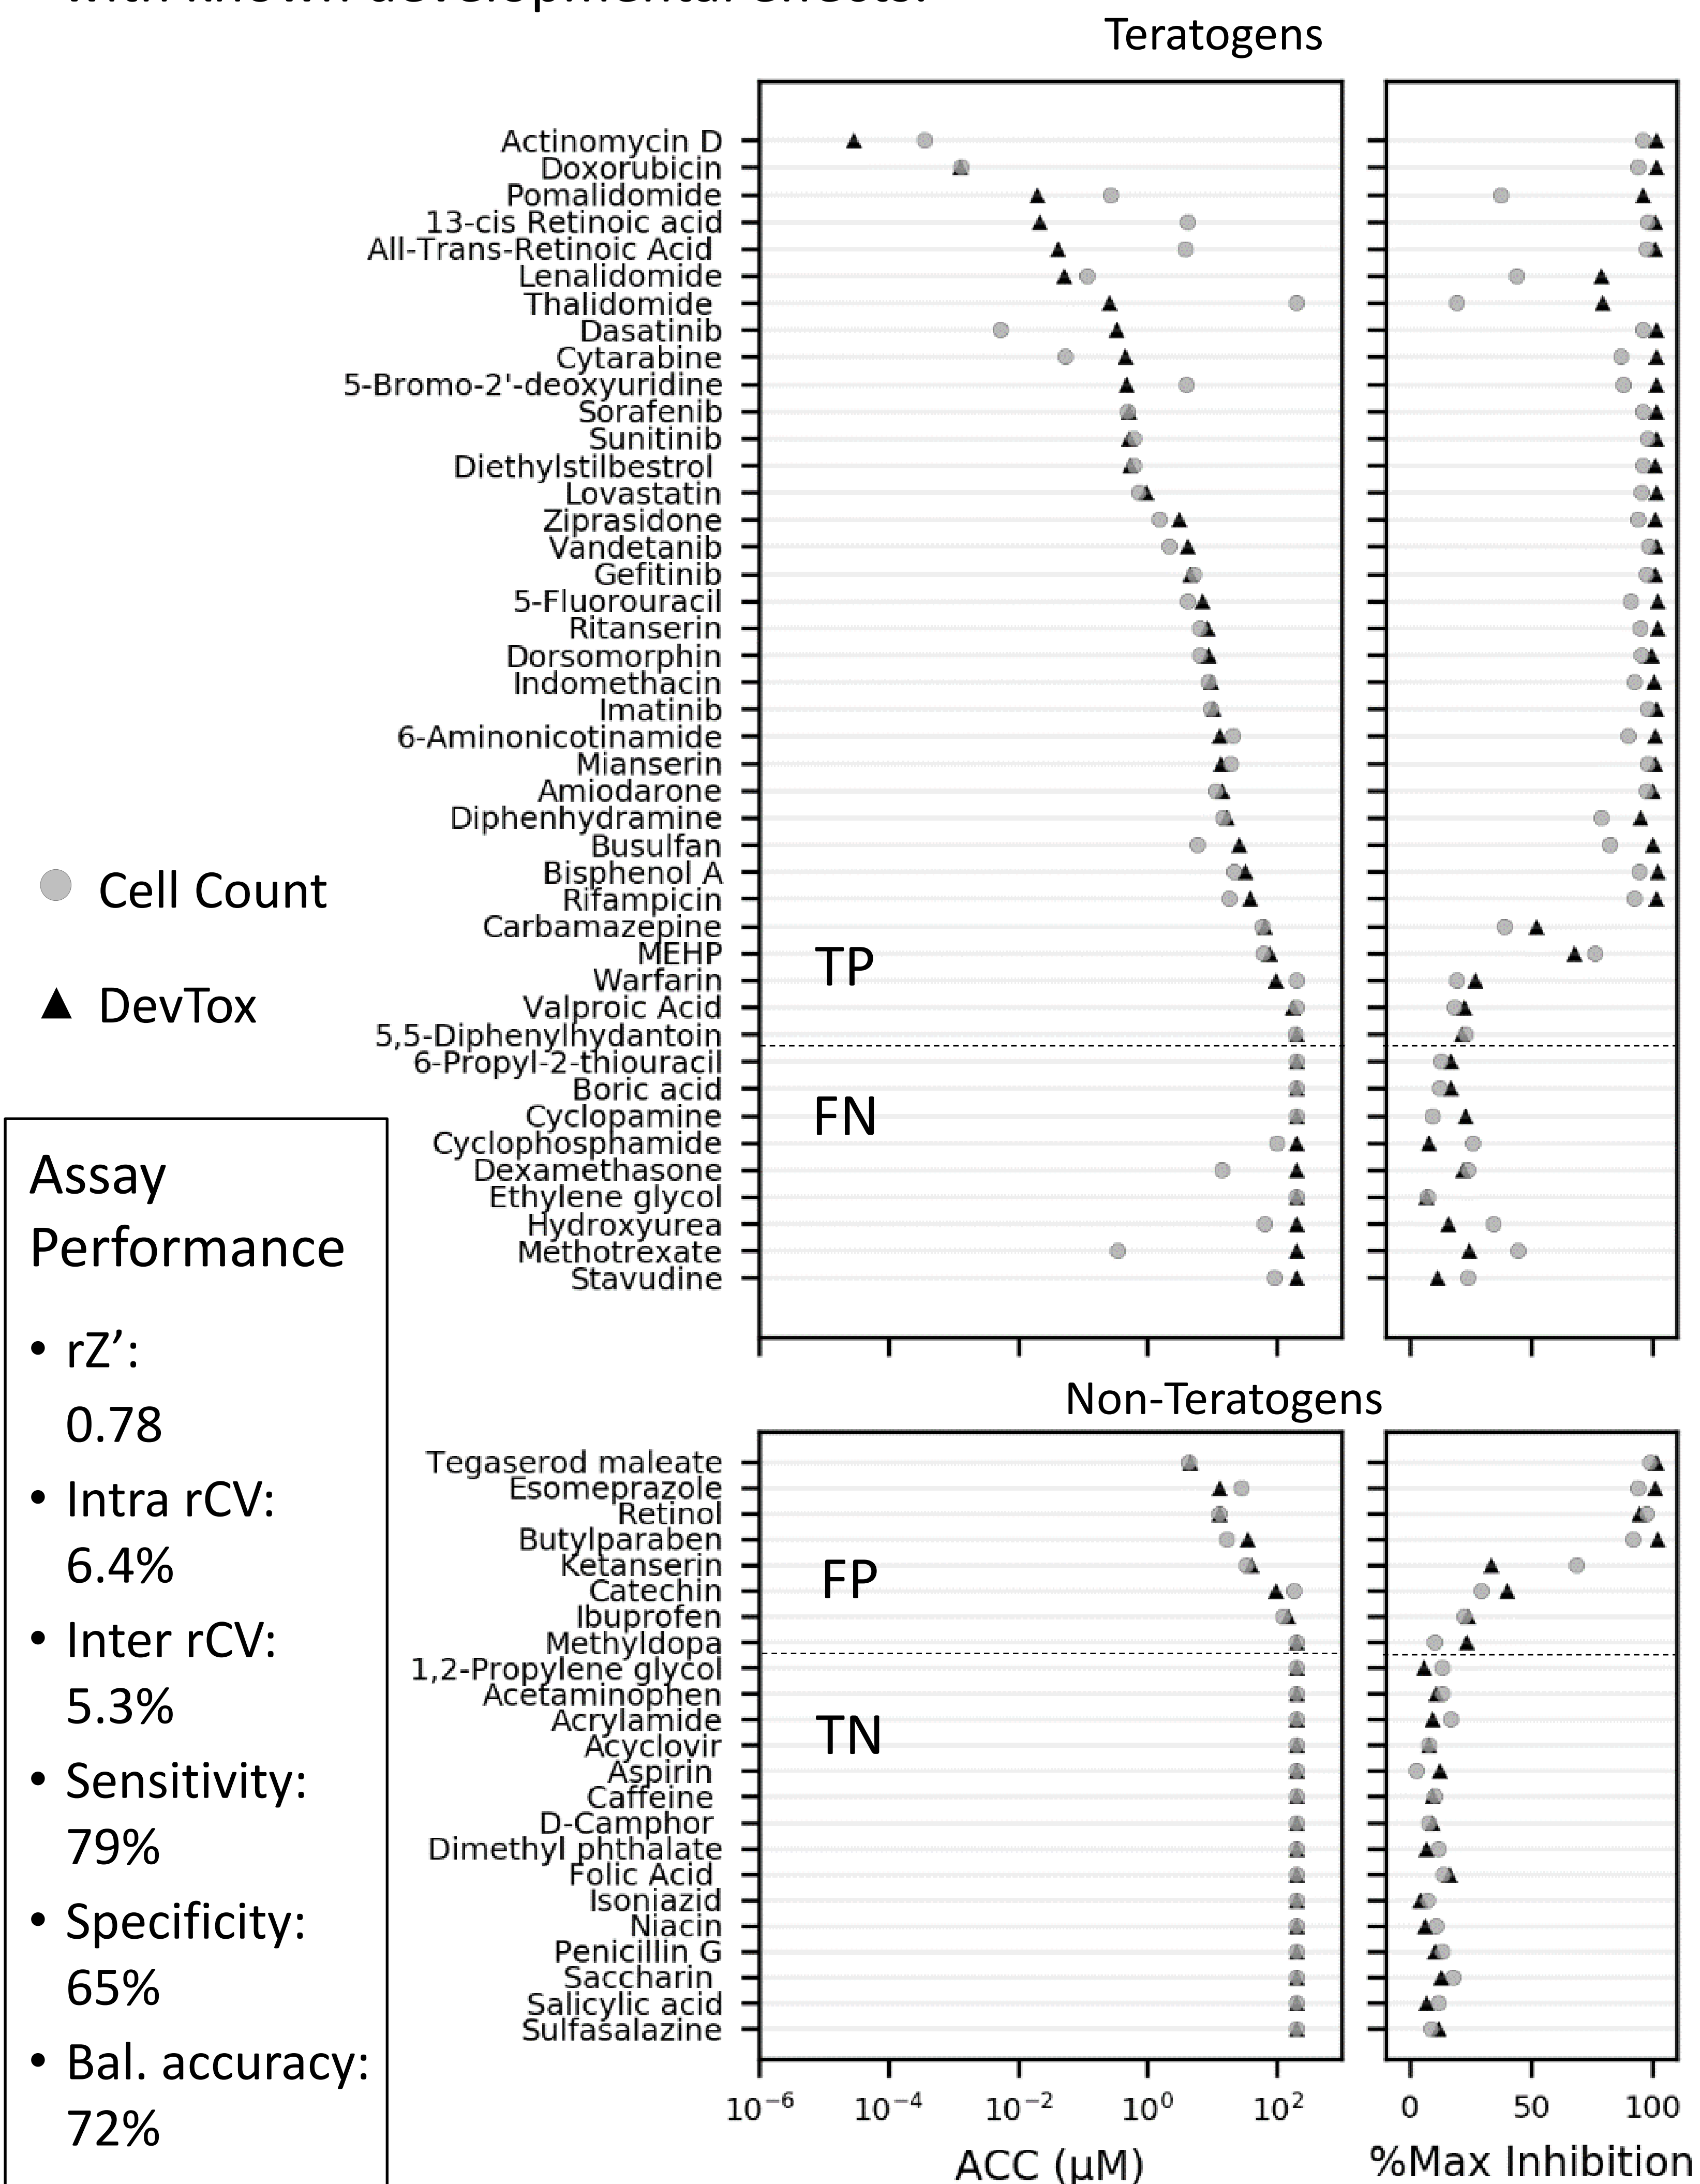 with known developmental effects.
Teratogens
Actinomycin D
Doxorubicin
Pomalidomide
13-cis Retinoic acid
All-Trans-Retinoic Acid
Lenalidomide
Thalidomide
Dasatinib
Cytarabine
5-Bromo-2'-deoxyuridine
Sorafenib
Sunitinib
Diethylstilbestrol
Lovastatin
Ziprasidone
Vandetanib
Gefitinib
5-Fluorouracil
Ritanserin
Dorsomorphin
Indomethacin
Imatinib
6-Aminonicotinamide
Mianserin
Amiodarone
Diphenhydramine
Busulfan
Bisphenol A
Rifampicin
Carbamazepine
MEHP
Warfarin
Valproic Acid
5,5-Diphenylhydantoin
6-Propyl-2-thiouracil
Boric acid
Cyclopamine
Cyclophosphamide
Dexamethasone
Ethylene glycol
Hydroxyurea
Methotrexate
Stavudine
TP
FN
Cell Count
DevTox
Assay
Performance
• rZ’:
0.78
• Intra rCV:
6.4%
• Inter rCV:
5.3%
• Sensitivity:
79%
• Specificity:
65%
• Bal. accuracy:
72%
Non-Teratogens
Tegaserod maleate
Esomeprazole
Retinol
Butylparaben
Ketanserin
Catechin
Ibuprofen
Methyldopa
1,2-Propylene glycol
Acetaminophen
Acrylamide
Acyclovir
Aspirin
Caffeine
D-Camphor
Dimethyl phthalate
Folic Acid
Isoniazid
Niacin
Penicillin G
Saccharin
Salicylic acid
Sulfasalazine
FP
TN
10⁻⁶ 10⁻⁴ 10⁻² 10⁰ 10² 0 50 100
ACC (µM) %Max Inhibition